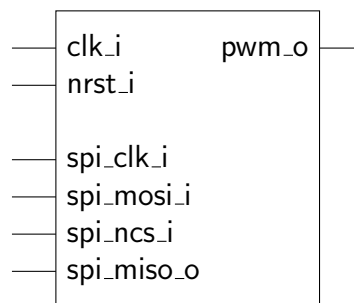 clk_i pwm_o
nrst_i
spi_clk_i
spi_mosi_i
spi_ncs_i
spi_miso_o